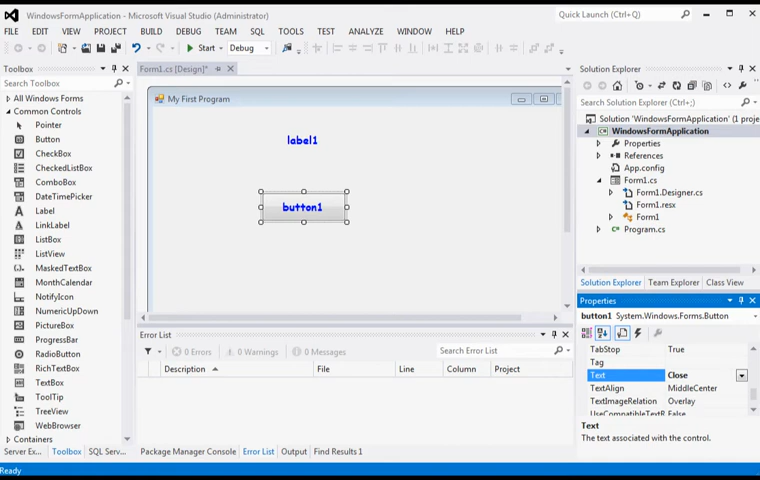 WindowsFormApplication - Microsoft Visual Studio (Administrator)
Quick Launch (Ctrl+Q)
FILE EDIT VIEW PROJECT BUILD DEBUG TEAM SQL TOOLS TEST ANALYZE WINDOW HELP
Start Debug
Toolbox
Search Toolbox
All Windows Forms
Common Controls
Pointer
Button
CheckBox
CheckedListBox
ComboBox
DateTimePicker
Label
LinkLabel
ListBox
ListView
MaskedTextBox
MonthCalendar
NotifyIcon
NumericUpDown
PictureBox
ProgressBar
RadioButton
RichTextBox
TextBox
ToolTip
TreeView
WebBrowser
Containers
Server Ex... Toolbox SQL Serv...
Form1.cs [Design]*
My First Program
label1
button1
Error List
0 Errors 0 Warnings 0 Messages
Search Error List
Description File Line Column Project
Package Manager Console Error List Output Find Results 1
Solution Explorer
Search Solution Explorer (Ctrl+;)
Solution 'WindowsFormApplication' (1 proje
WindowsFormApplication
Properties
References
App.config
Form1.cs
Form1.Designer.cs
Form1.resx
Form1
Program.cs
Solution Explorer Team Explorer Class View
Properties
button1 System.Windows.Forms.Button
TabStop True
Tag
Text Close
TextAlign MiddleCenter
TextImageRelation Overlay
UseCompatibleTextR False
Text
The text associated with the control.
Ready